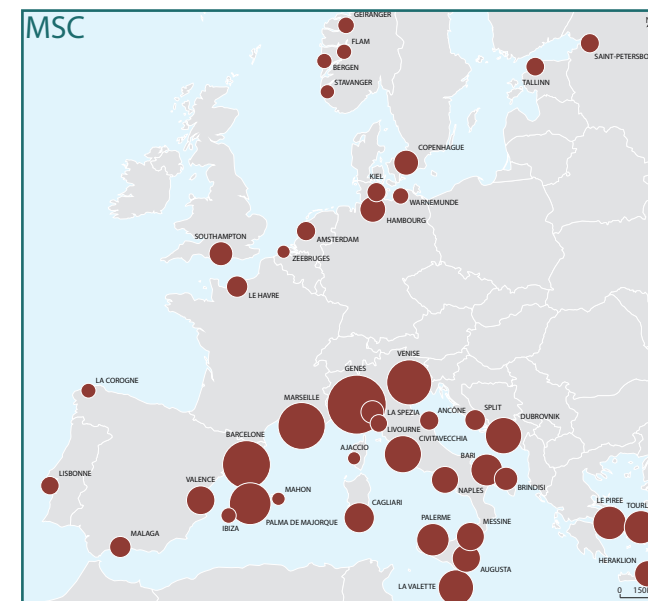 MSC
GEIRANGER
FLAM
BERGEN
STAVANGER
SAINT-PETERSBO
TALLINN
COPENHAGUE
KIEL
WARNEMUNDE
HAMBOURG
SOUTHAMPTON
AMSTERDAM
ZEEBRUGES
LE HAVRE
VENISE
GENES
LA COROGNE
MARSEILLE
LA SPEZIA
ANCÔNE
SPLIT
DUBROVNIK
LIVOURNE
BARCELONE
CIVITAVECCHIA
AJACCIO
BARI
LISBONNE
VALENCE
MAHON
NAPLES
BRINDISI
LE PIREE
TOURL
IBIZA
PALMA DE MAJORQUE
CAGLIARI
PALERME
MESSINE
MALAGA
AUGUSTA
HERAKLION
LA VALETTE
0 150